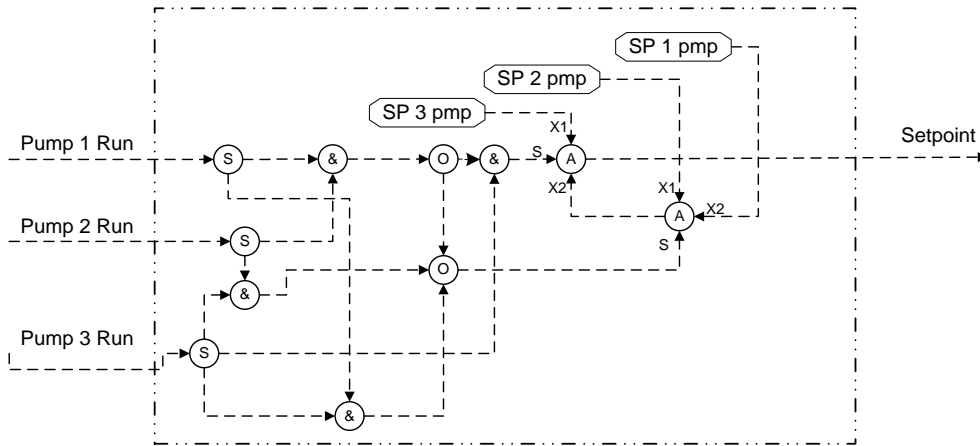 SP 1 pmp
SP 2 pmp
SP 3 pmp
X1
Pump 1 Run
S
&
O
&
S
A
Setpoint
X2
X1
A
X2
Pump 2 Run
S
S
O
&
Pump 3 Run
S
&